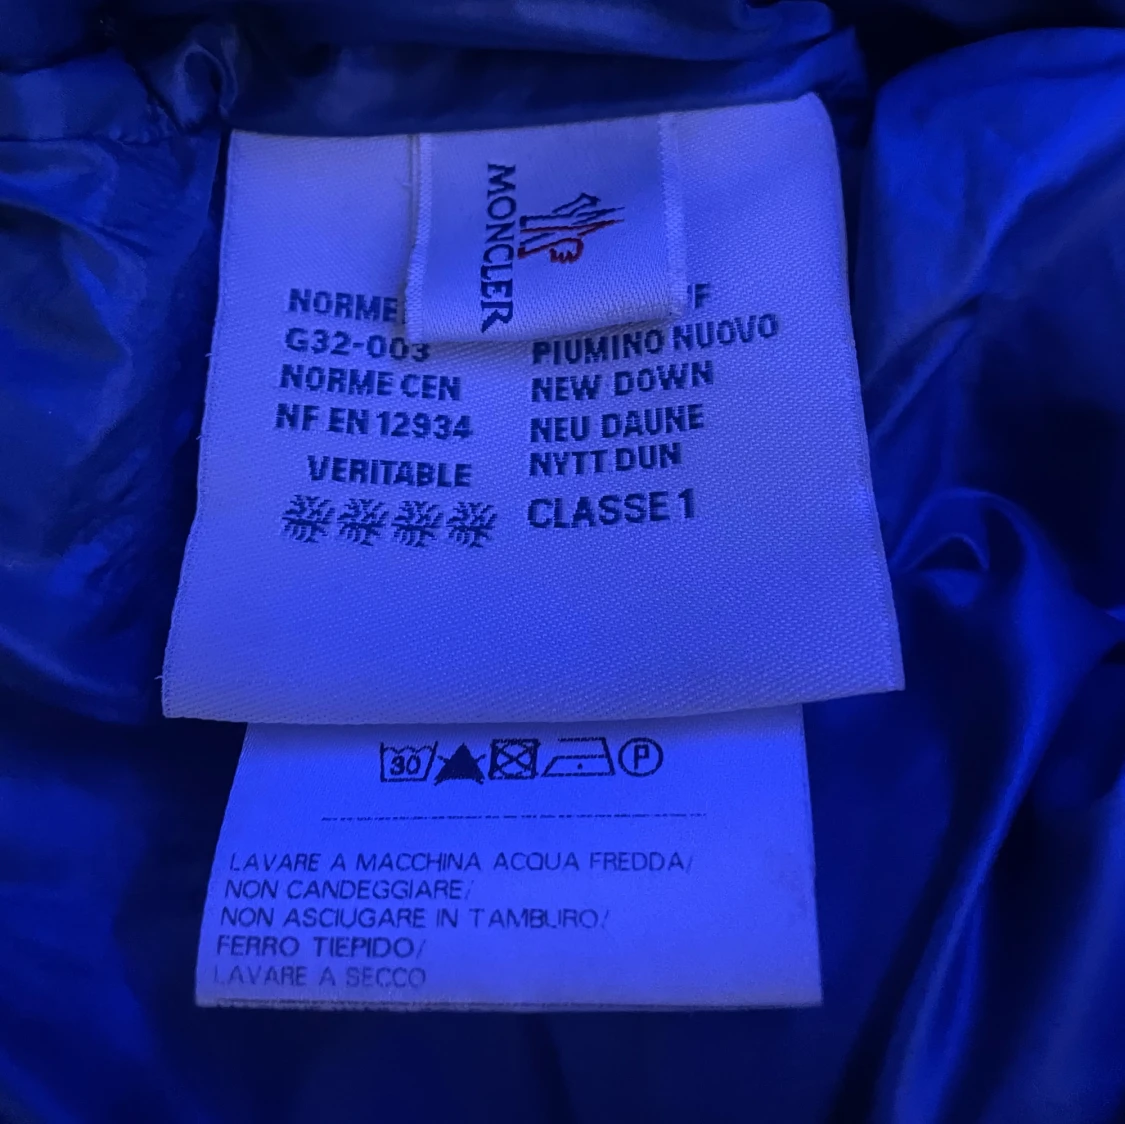 MONCLER
NORME
G32-003
NORME CEN
NF EN 12934
VERITABLE
PIUMINO NUOVO
NEW DOWN
NEU DAUNE
NYTT DUN
CLASSE 1
30
P
LAVARE A MACCHINA ACQUA FREDDA/
NON CANDEGGIARE/
NON ASCIUGARE IN TAMBURO/
FERRO TIEPIDO/
LAVARE A SECCO